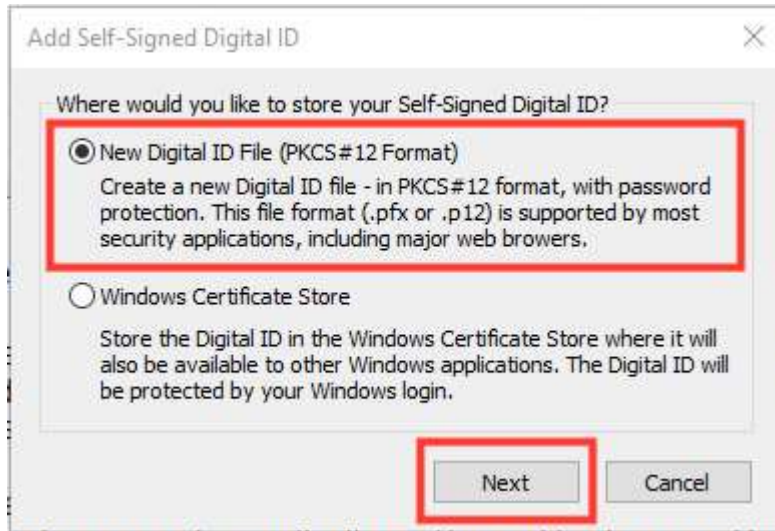 Add Self-Signed Digital ID
Where would you like to store your Self-Signed Digital ID?
New Digital ID File (PKCS#12 Format)
Create a new Digital ID file - in PKCS#12 format, with password
protection. This file format (.pfx or .p12) is supported by most
security applications, including major web browers.
Windows Certificate Store
Store the Digital ID in the Windows Certificate Store where it will
also be available to other Windows applications. The Digital ID will
be protected by your Windows login.
Next
Cancel